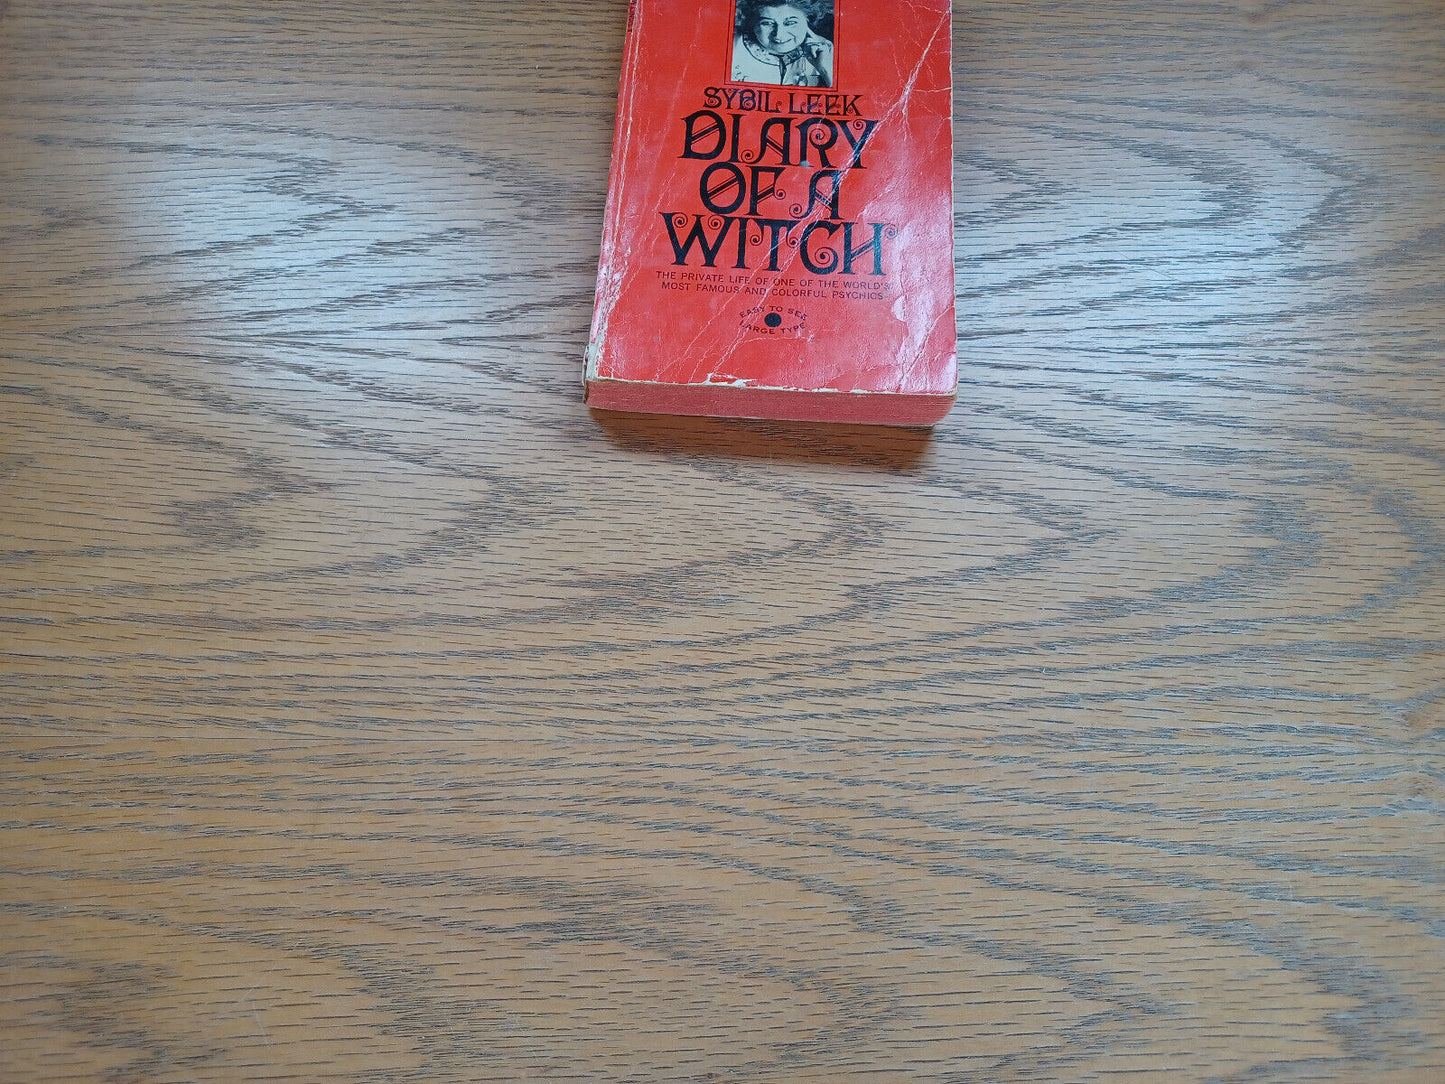 SYBIL LEEK
DIARY
OF A
WITCH
THE PRIVATE LIFE OF ONE OF THE WORLD'S
MOST FAMOUS AND COLORFUL PSYCHICS
EASY TO SEE
LARGE TYPE